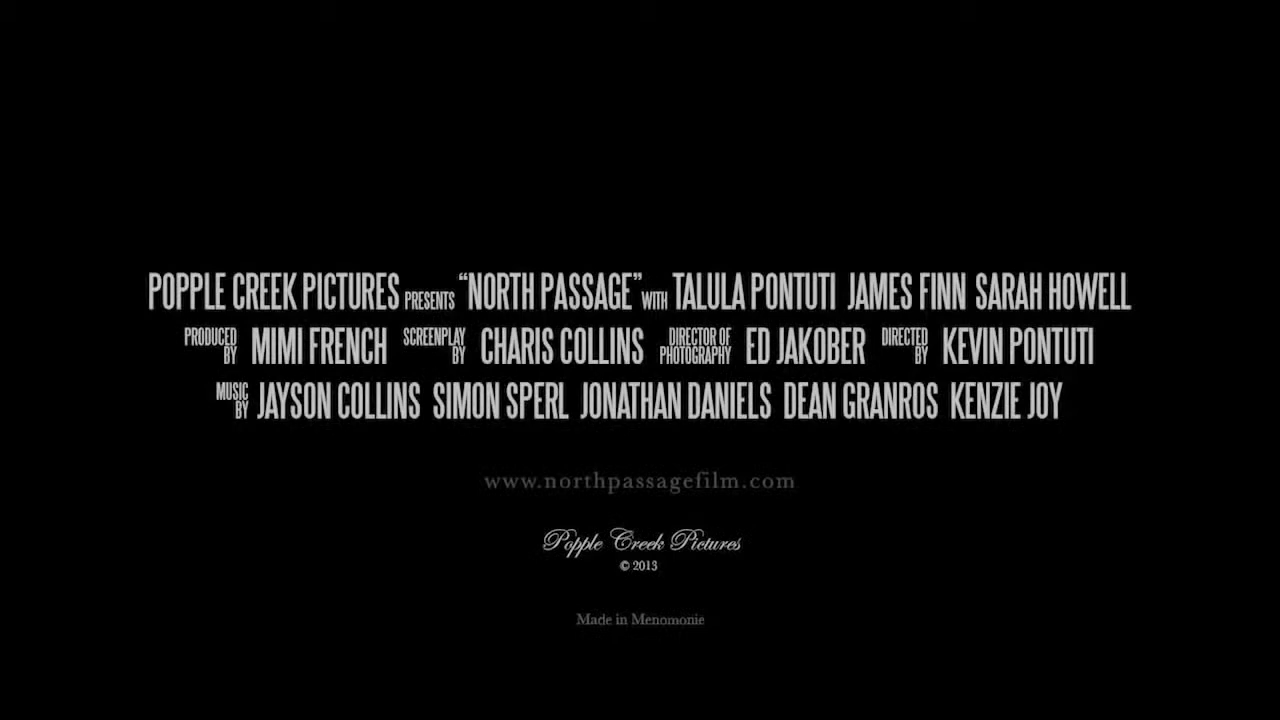 POPPLE CREEK PICTURES PRESENTS “NORTH PASSAGE” WITH TALULA PONTUTI JAMES FINN SARAH HOWELL
PRODUCED BY MIMI FRENCH SCREENPLAY BY CHARIS COLLINS DIRECTOR OF PHOTOGRAPHY ED JAKOBER DIRECTED BY KEVIN PONTUTI
MUSIC BY JAYSON COLLINS SIMON SPERL JONATHAN DANIELS DEAN GRANROS KENZIE JOY
www.northpassagefilm.com
Popple Creek Pictures
© 2013
Made in Menomonie